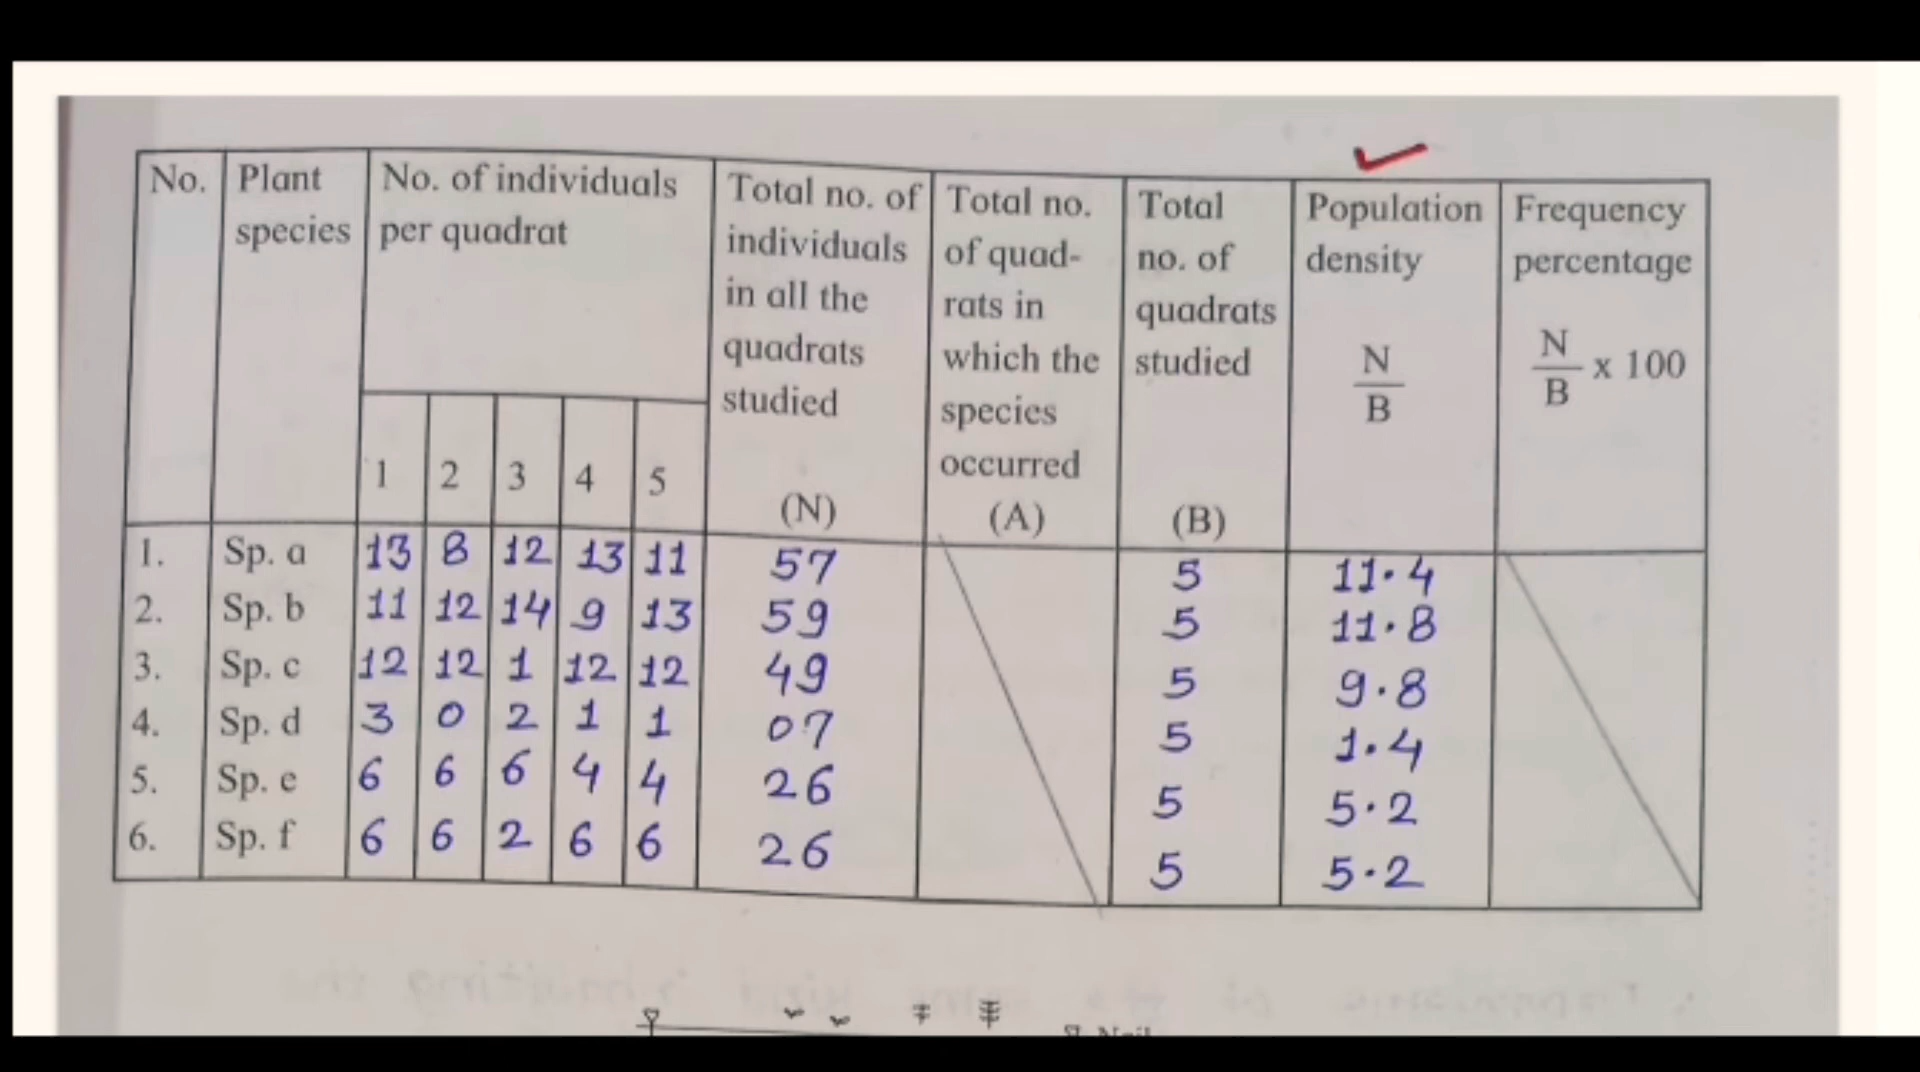 No. Plant species No. of individuals per quadrat Total no. of individuals in all the quadrats studied (N) Total no. of quad-rats in which the species occurred (A) Total no. of quadrats studied (B) Population density N/B Frequency percentage N/B x 100
1 2 3 4 5
1. Sp. a 13 8 12 13 11 57 5 11.4
2. Sp. b 11 12 14 9 13 59 5 11.8
3. Sp. c 12 12 1 12 12 49 5 9.8
4. Sp. d 3 0 2 1 1 07 5 1.4
5. Sp. e 6 6 6 4 4 26 5 5.2
6. Sp. f 6 6 2 6 6 26 5 5.2